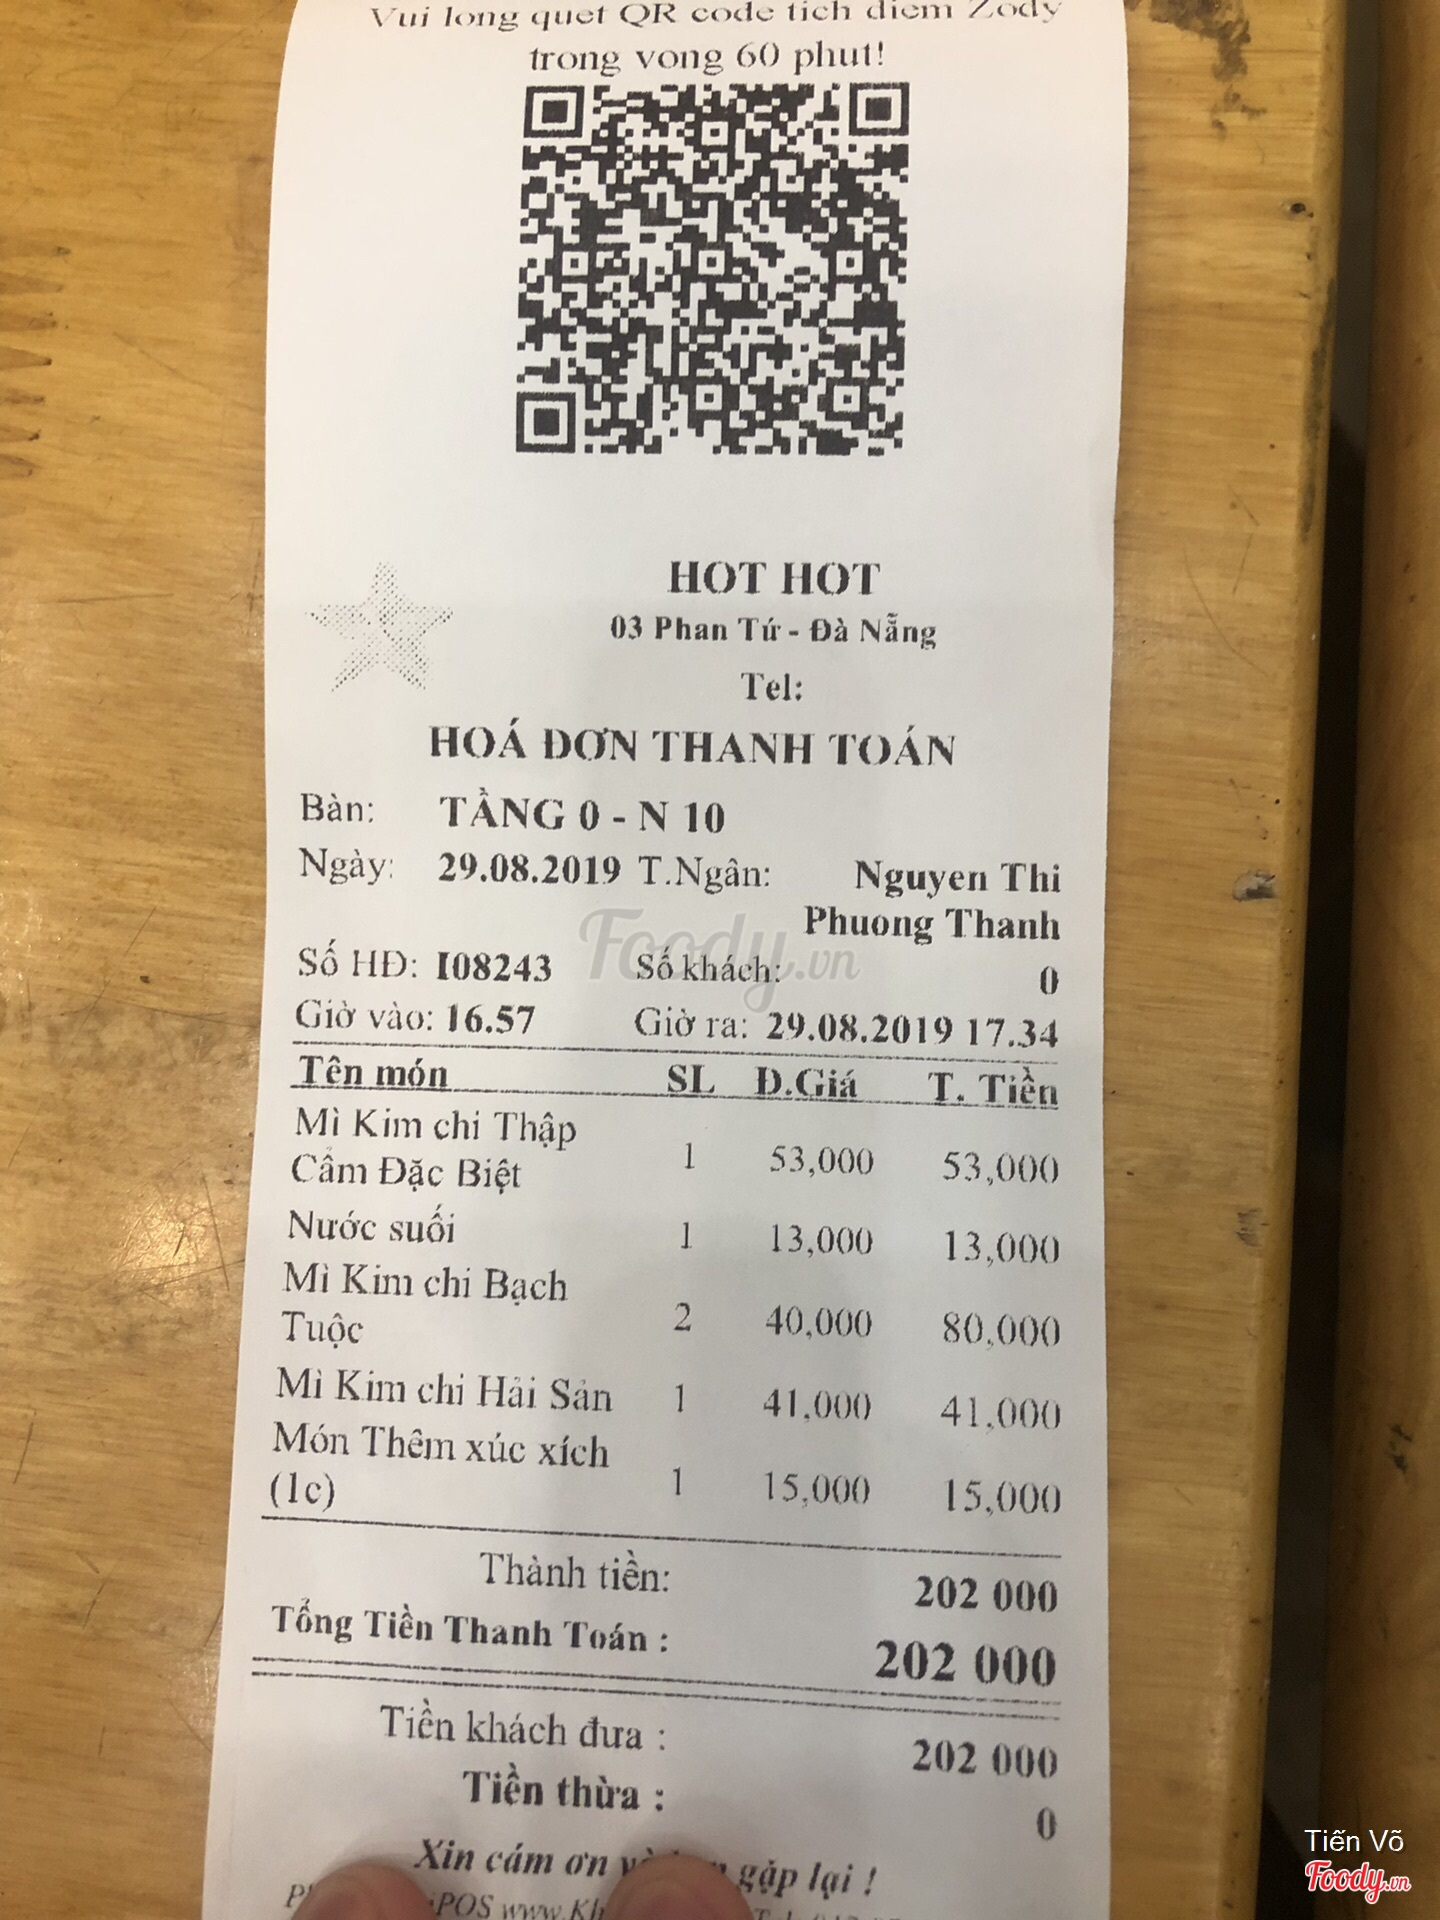 Vui long quet QR code tich diem Zody
trong vong 60 phut!
HOT HOT
03 Phan Tứ - Đà Nẵng
Tel:
HOÁ ĐƠN THANH TOÁN
Bàn: TẦNG 0 - N 10
Ngày: 29.08.2019 T.Ngân: Nguyen Thi
Phuong Thanh
Foody.vn
Số HĐ: I08243 Số khách: 0
Giờ vào: 16.57 Giờ ra: 29.08.2019 17.34
Tên món SL Đ.Giá T. Tiền
Mì Kim chi Thập
Cẩm Đặc Biệt 1 53,000 53,000
Nước suối 1 13,000 13,000
Mì Kim chi Bạch
Tuộc 2 40,000 80,000
Mì Kim chi Hải Sản 1 41,000 41,000
Món Thêm xúc xích
(1c) 1 15,000 15,000
Thành tiền: 202 000
Tổng Tiền Thanh Toán : 202 000
Tiền khách đưa : 202 000
Tiền thừa : 0
Xin cám ơn gặp lại !
www.Kh
Tiến Võ
Foody.vn